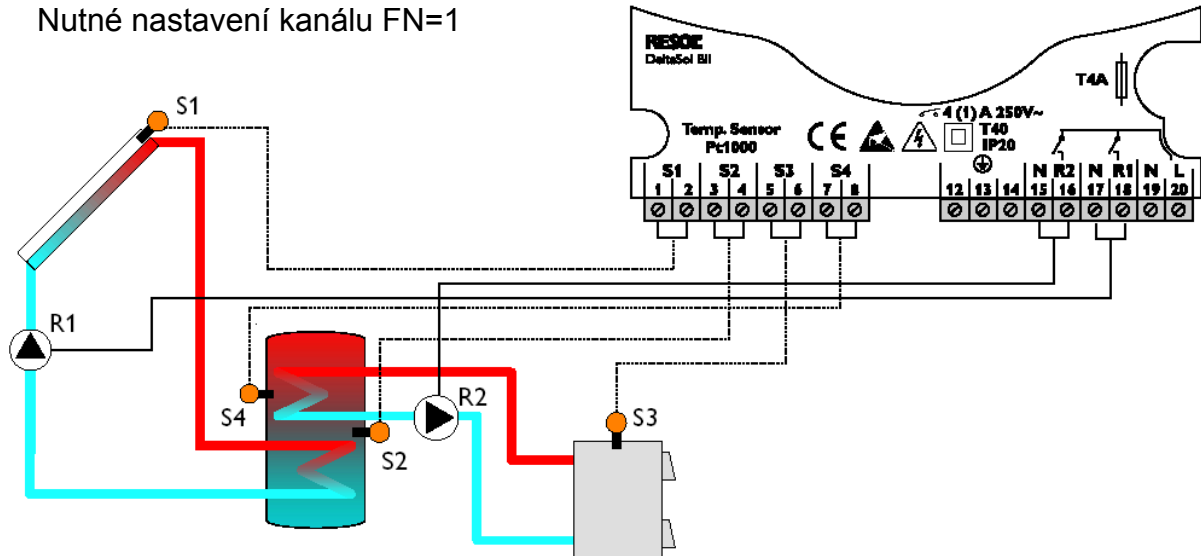 Nutné nastavení kanálu FN=1
RESOL
DeltaSol BII
T4A
4 (1) A 250V~
Temp. Sensor
Pt1000
CE
T40
IP20
S1 S2 S3 S4
N R2 N R1 N L
1 2 3 4 5 6 7 8
12 13 14 15 16 17 18 19 20
S1
R1
S4
S2
R2
S3